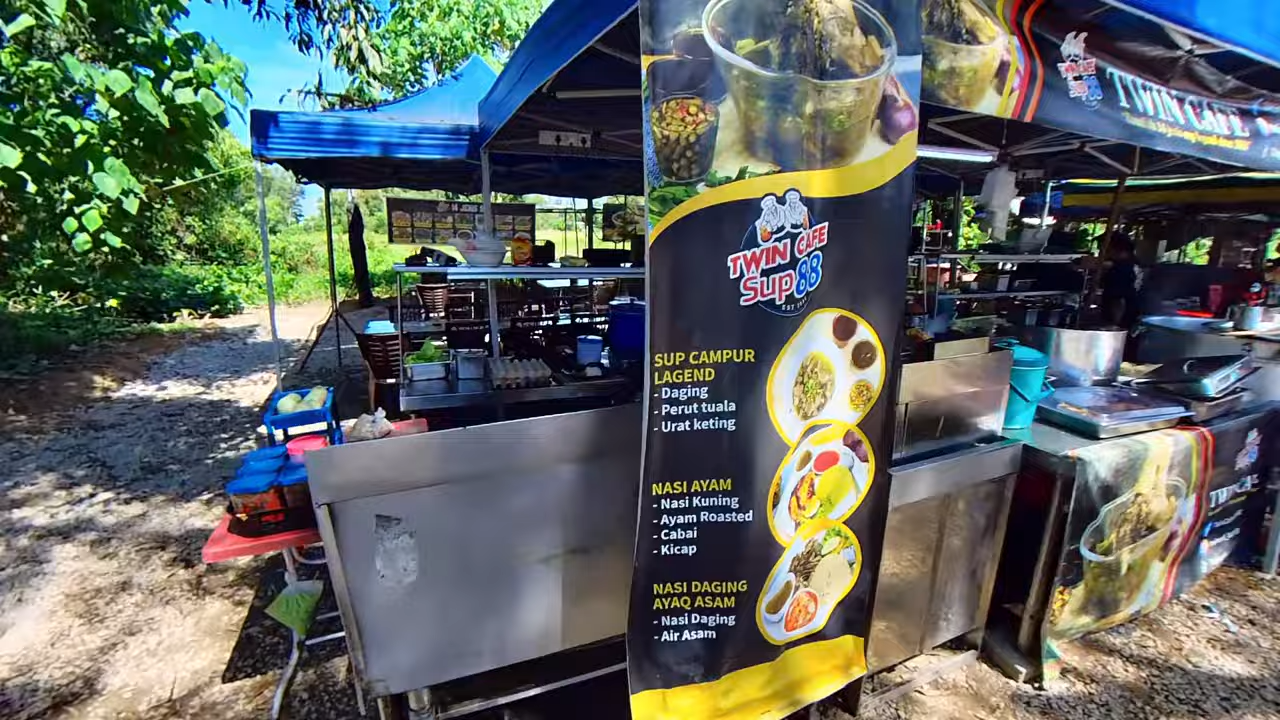 TWIN CAFE
Sup 88
SUP CAMPUR
LAGEND
- Daging
- Perut tuala
- Urat keting
NASI AYAM
- Nasi Kuning
- Ayam Roasted
- Cabai
- Kicap
NASI DAGING
AYAQ ASAM
- Nasi Daging
- Air Asam
TWIN CAFE